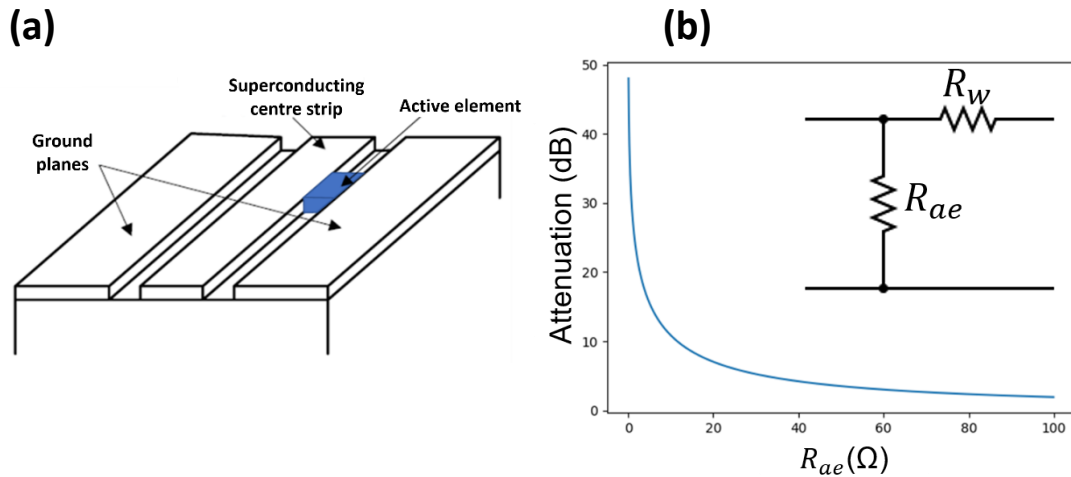 (a)
Superconducting
centre strip
Active element
Ground
planes
(b)
50
40
30
20
10
0
Attenuation (dB)
R_w
R_ae
0
20
40
60
80
100
R_ae(Ω)